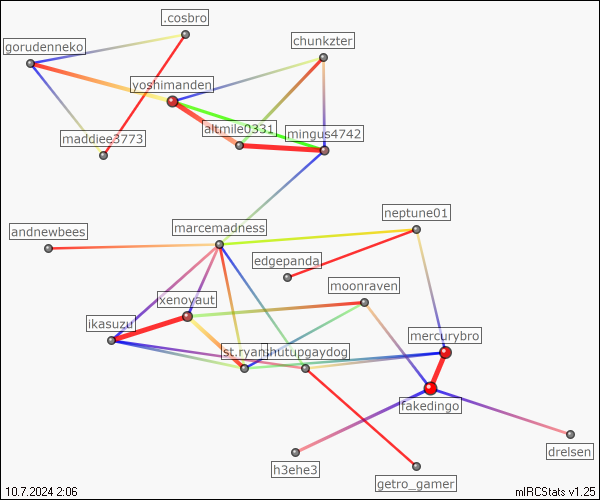 .cosbro
chunkzter
gorudenneko
yoshimanden
altmile0331
mingus4742
maddiee3773
neptune01
marcemadness
andnewbees
edgepanda_
moonraven
xenoyaut
ikasuzu
mercurybro
st.ryan
shutupgaydog
fakedingo
drelsen
h3ehe3
getro_gamer
10.7.2024 2:06
mIRCStats v1.25